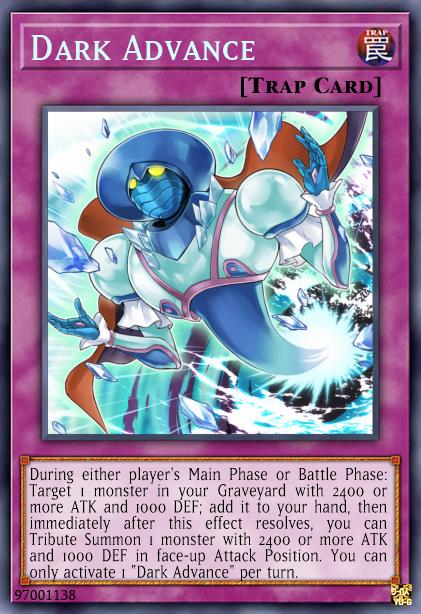 DARK ADVANCE
TRAP
罠
[TRAP CARD]
During either player's Main Phase or Battle Phase:
Target 1 monster in your Graveyard with 2400 or
more ATK and 1000 DEF; add it to your hand, then
immediately after this effect resolves, you can
Tribute Summon 1 monster with 2400 or more ATK
and 1000 DEF in face-up Attack Position. You can
only activate 1 "Dark Advance" per turn.
97001138